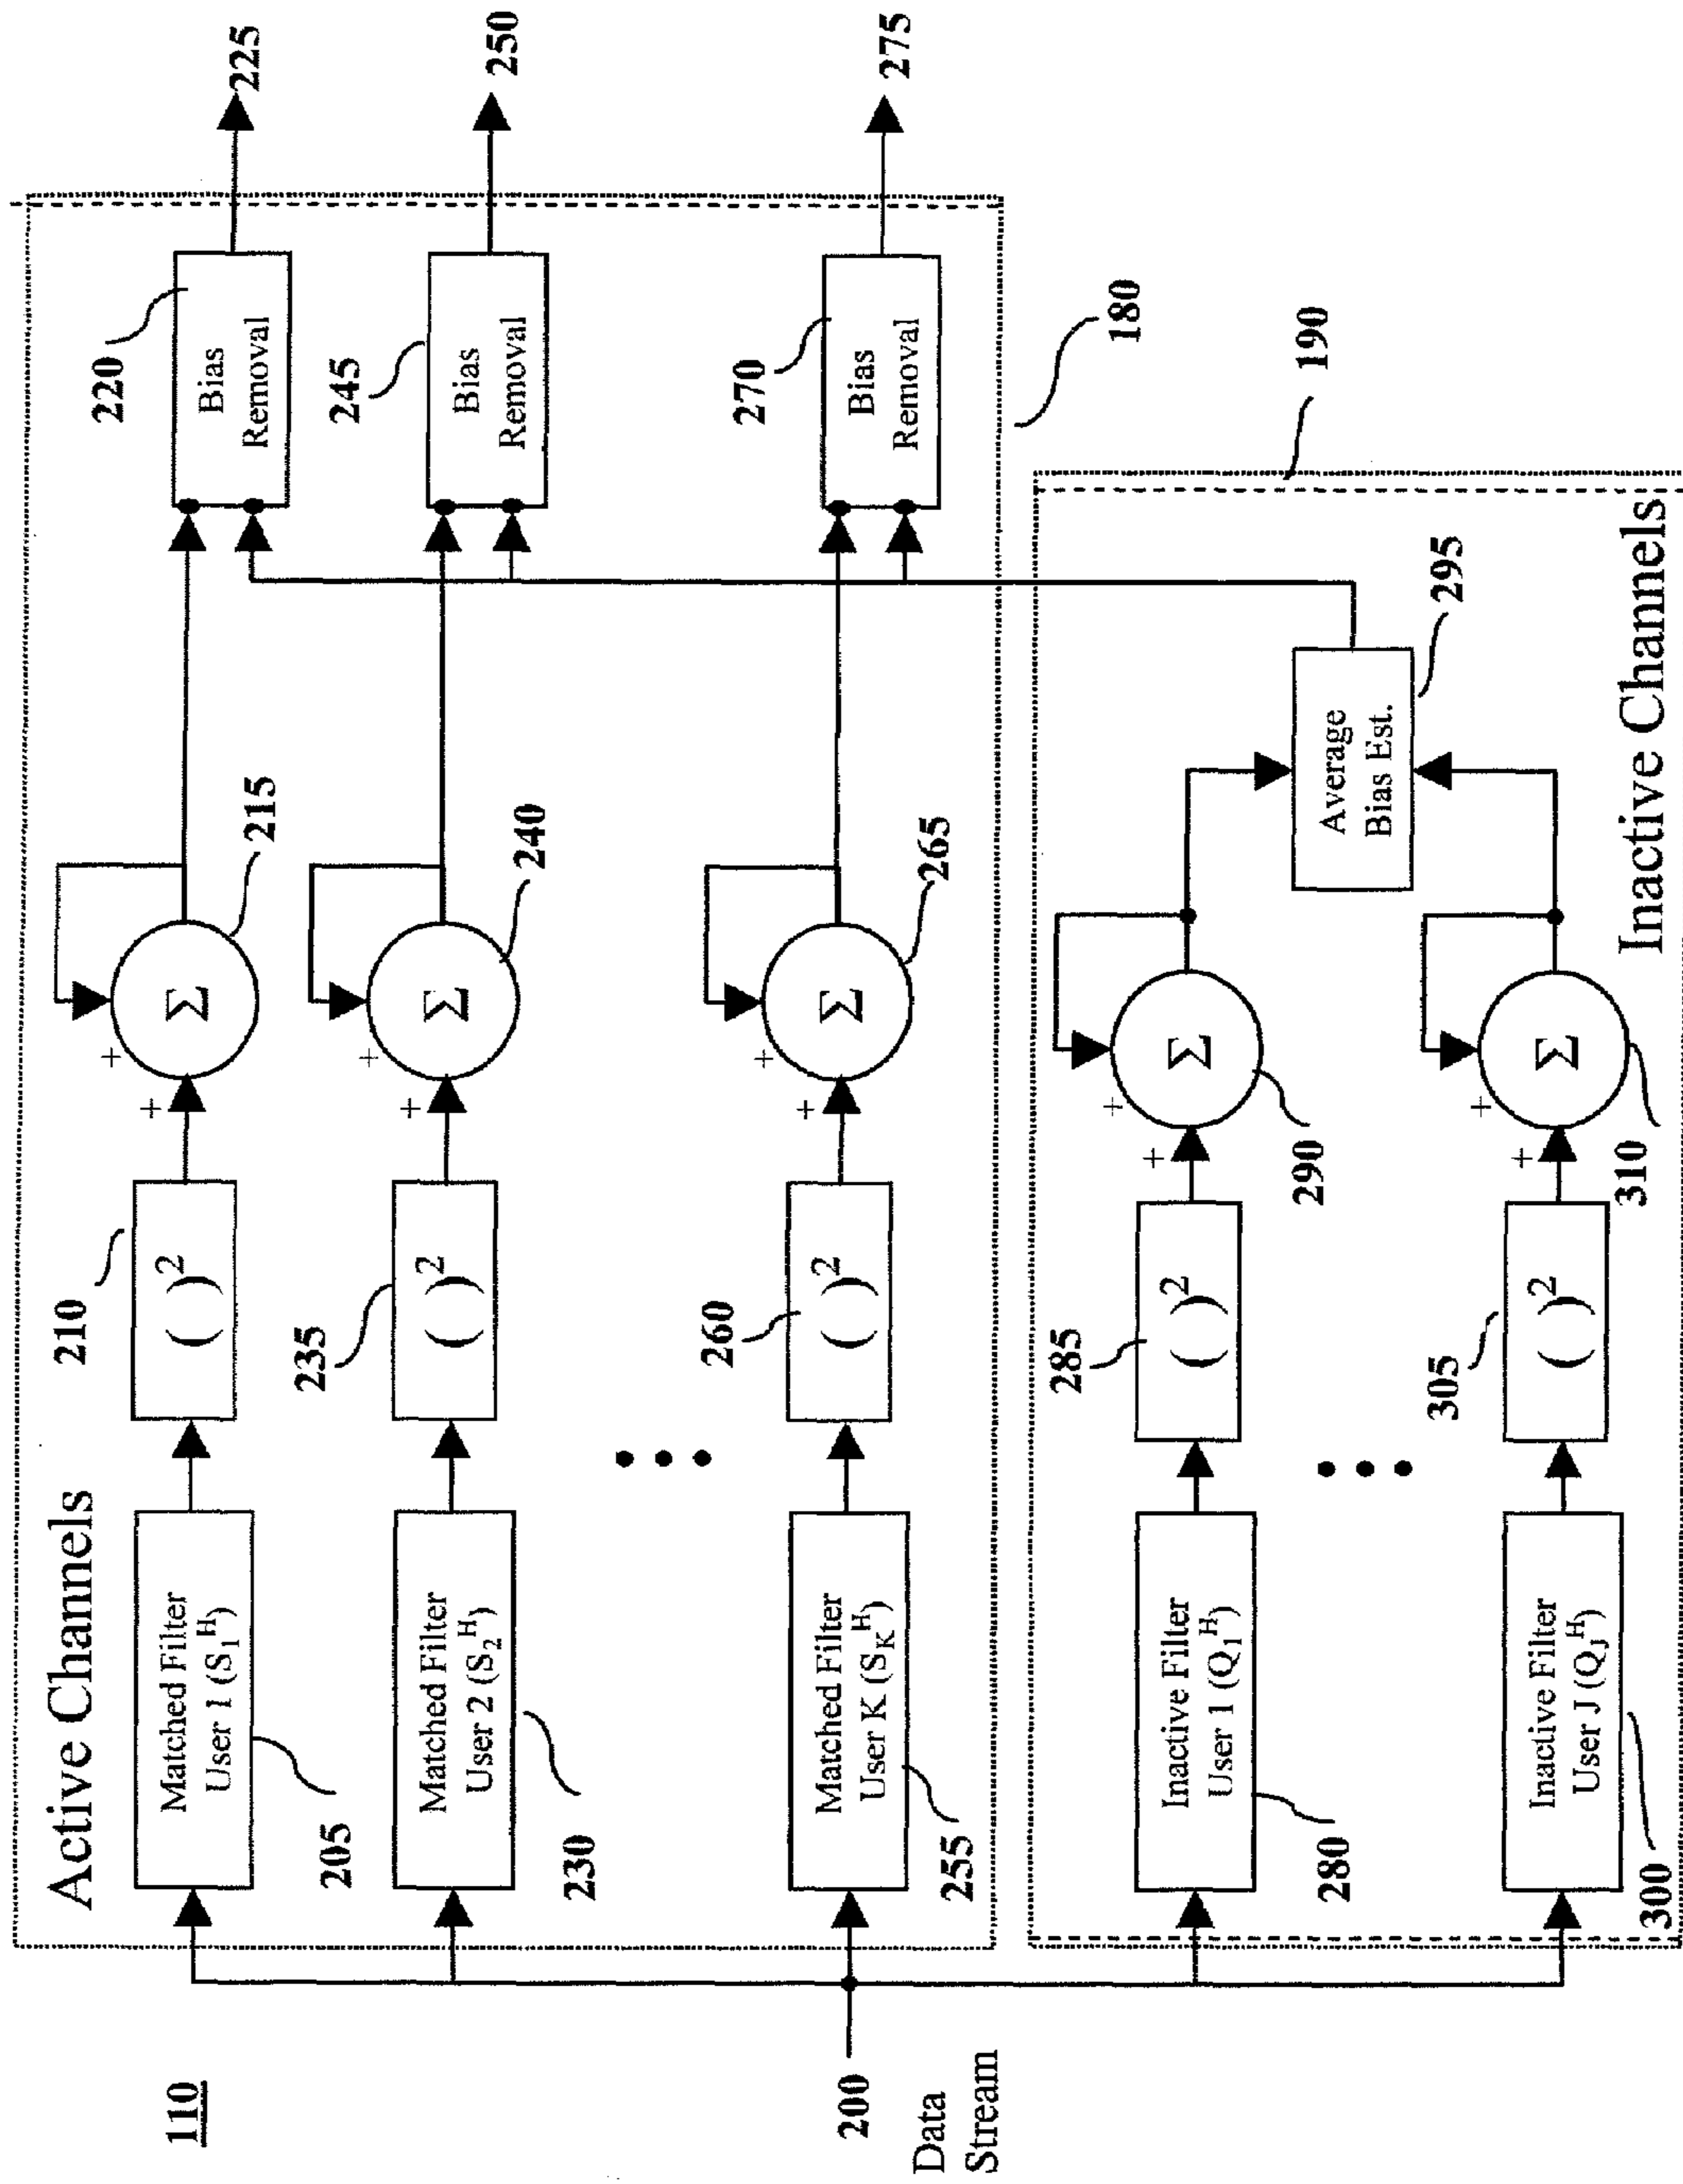 110
Active Channels
Matched Filter
User 1 (S₁ᴴ)
205
210
( )²
+
+
Σ
215
220
Bias
Removal
225
Matched Filter
User 2 (S₂ᴴ)
230
235
( )²
+
+
Σ
240
245
Bias
Removal
250
200
Data
Stream
Matched Filter
User K (S_Kᴴ)
255
260
( )²
+
+
Σ
265
270
Bias
Removal
275
180
Inactive Filter
User 1 (Q₁ᴴ)
280
285
( )²
+
+
Σ
290
Average
Bias Est.
295
190
Inactive Filter
User J (Q_Jᴴ)
300
305
( )²
+
+
Σ
310
Inactive Channels